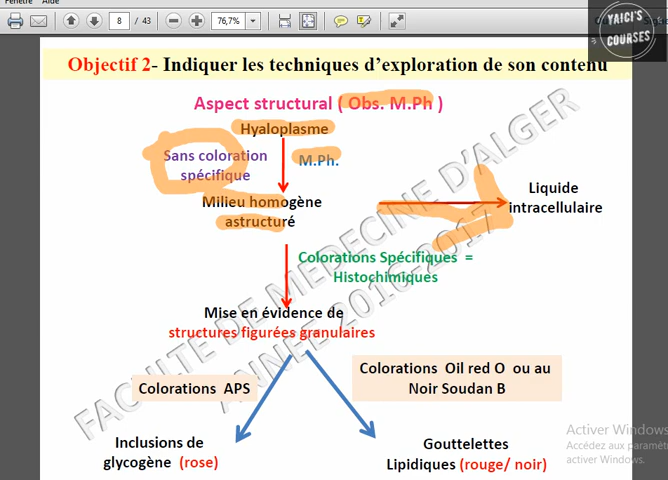 Fenêtre Aide
8 / 43
76,7%
YAICI'S
COURSES
Objectif 2- Indiquer les techniques d'exploration de son contenu
Aspect structural ( Obs. M.Ph )
Hyaloplasme
Sans coloration
spécifique
M.Ph.
Milieu homogène
astructuré
Liquide
intracellulaire
Colorations Spécifiques =
Histochimiques
Mise en évidence de
structures figurées granulaires
Colorations APS
Colorations Oil red O ou au
Noir Soudan B
Inclusions de
glycogène (rose)
Gouttelettes
Lipidiques (rouge/ noir)
FACULTE DE MEDECINE D'ALGER
ANNEE 2016-2017
Activer Windows
Accédez aux paramèt
activer Windows.